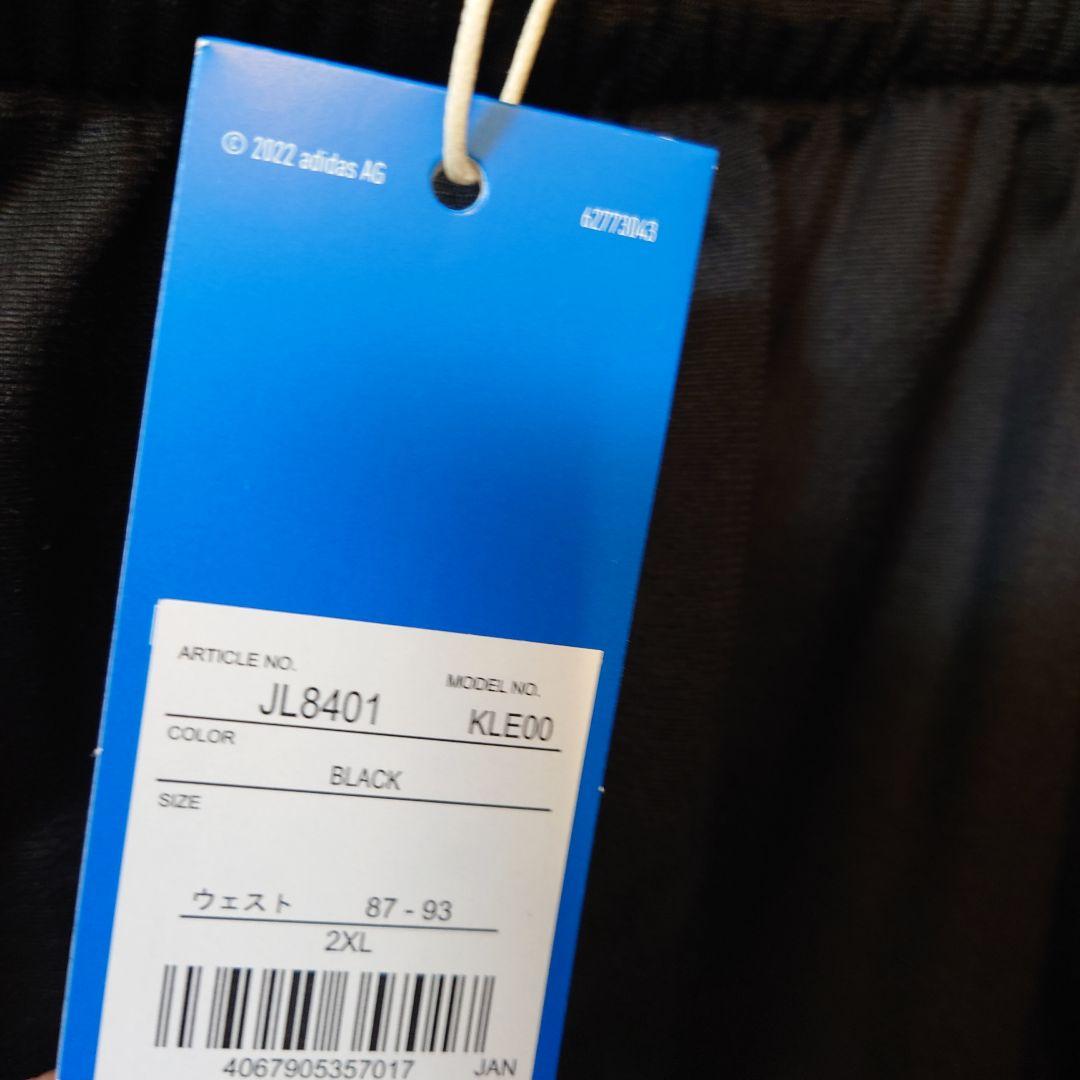 © 2022 adidas AG
62773043
ARTICLE NO.
MODEL NO.
JL8401
KLE00
COLOR
BLACK
SIZE
ウェスト 87 - 93
2XL
4067905357017 JAN